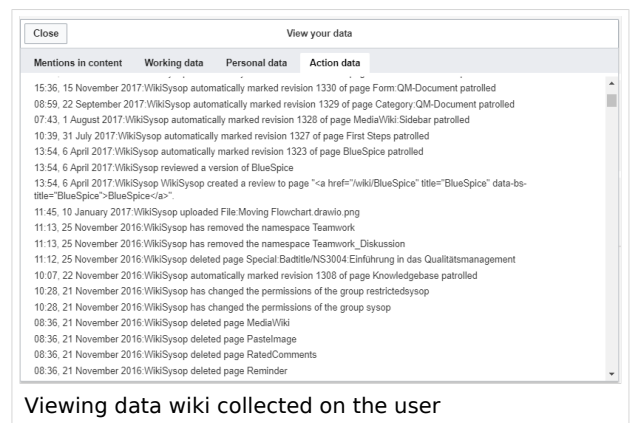 Close
View your data
Mentions in content Working data Personal data Action data
15:36, 15 November 2017:WikiSysop automatically marked revision 1330 of page Form:QM-Document patrolled
08:59, 22 September 2017:WikiSysop automatically marked revision 1329 of page Category:QM-Document patrolled
07:43, 1 August 2017:WikiSysop automatically marked revision 1328 of page MediaWiki:Sidebar patrolled
10:39, 31 July 2017:WikiSysop automatically marked revision 1327 of page First Steps patrolled
13:54, 6 April 2017:WikiSysop automatically marked revision 1323 of page BlueSpice patrolled
13:54, 6 April 2017:WikiSysop reviewed a version of BlueSpice
13:54, 6 April 2017:WikiSysop WikiSysop created a review to page "<a href="/wiki/BlueSpice" title="BlueSpice" data-bs-
title="BlueSpice">BlueSpice</a>".
11:45, 10 January 2017:WikiSysop uploaded File:Moving Flowchart.drawio.png
11:13, 25 November 2016:WikiSysop has removed the namespace Teamwork
11:13, 25 November 2016:WikiSysop has removed the namespace Teamwork_Diskussion
11:12, 25 November 2016:WikiSysop deleted page Special:Badtitle/NS3004:Einführung in das Qualitätsmanagement
10:07, 22 November 2016:WikiSysop automatically marked revision 1308 of page Knowledgebase patrolled
10:28, 21 November 2016:WikiSysop has changed the permissions of the group restrictedsysop
10:28, 21 November 2016:WikiSysop has changed the permissions of the group sysop
08:36, 21 November 2016:WikiSysop deleted page MediaWiki
08:36, 21 November 2016:WikiSysop deleted page PasteImage
08:36, 21 November 2016:WikiSysop deleted page RatedComments
08:36, 21 November 2016:WikiSysop deleted page Reminder
Viewing data wiki collected on the user